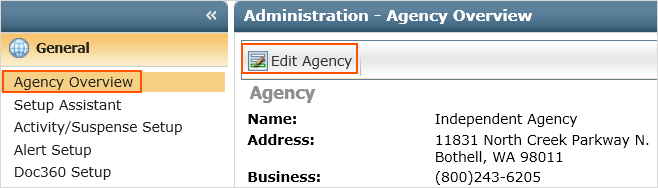 «
General
Agency Overview
Setup Assistant
Activity/Suspense Setup
Alert Setup
Doc360 Setup
Administration - Agency Overview
Edit Agency
Agency
Name: Independent Agency
Address: 11831 North Creek Parkway N.
Bothell, WA 98011
Business: (800)243-6205